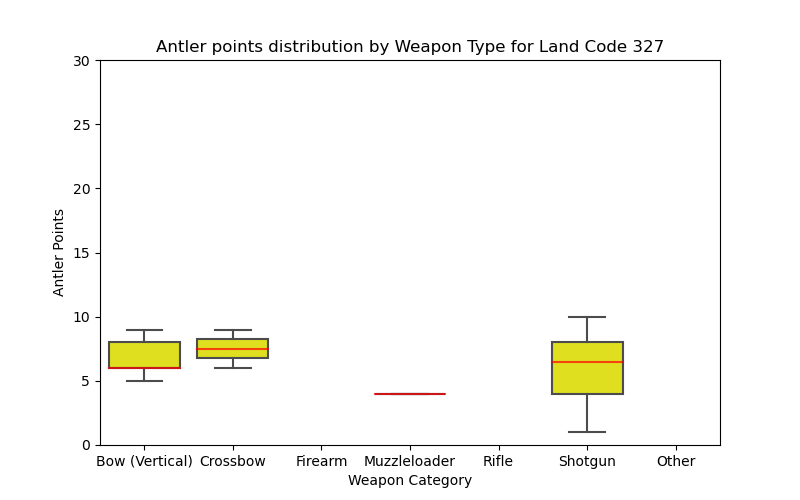 Antler points distribution by Weapon Type for Land Code 327
30
25
20
15
10
5
0
Antler Points
Bow (Vertical) Crossbow Firearm Muzzleloader Rifle Shotgun Other
Weapon Category